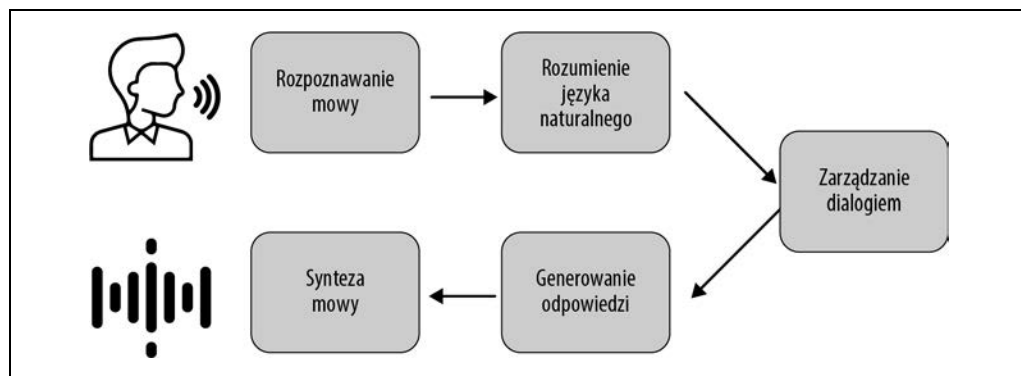 Rozpoznawanie
mowy
Rozumienie
języka
naturalnego
Zarządzanie
dialogiem
Synteza
mowy
Generowanie
odpowiedzi